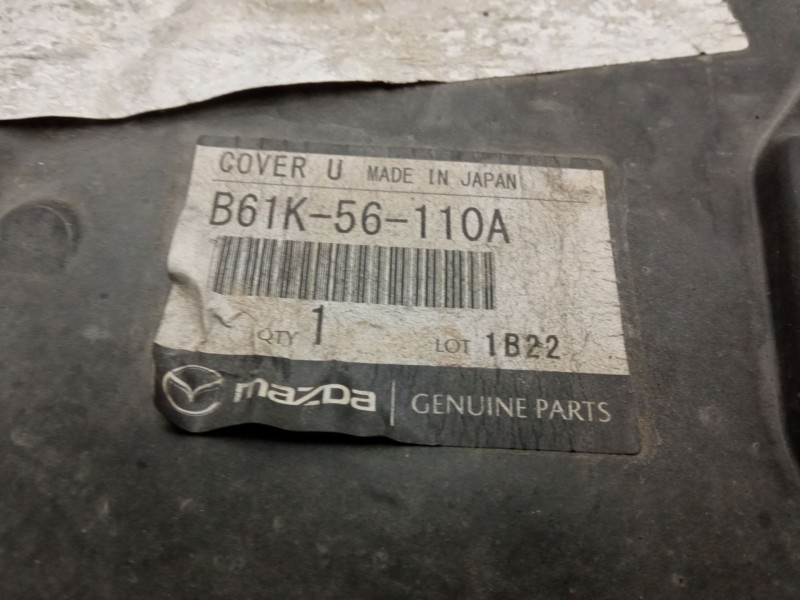 COVER U MADE IN JAPAN
B61K-56-110A
QTY 1 LOT 1B22
mazda GENUINE PARTS